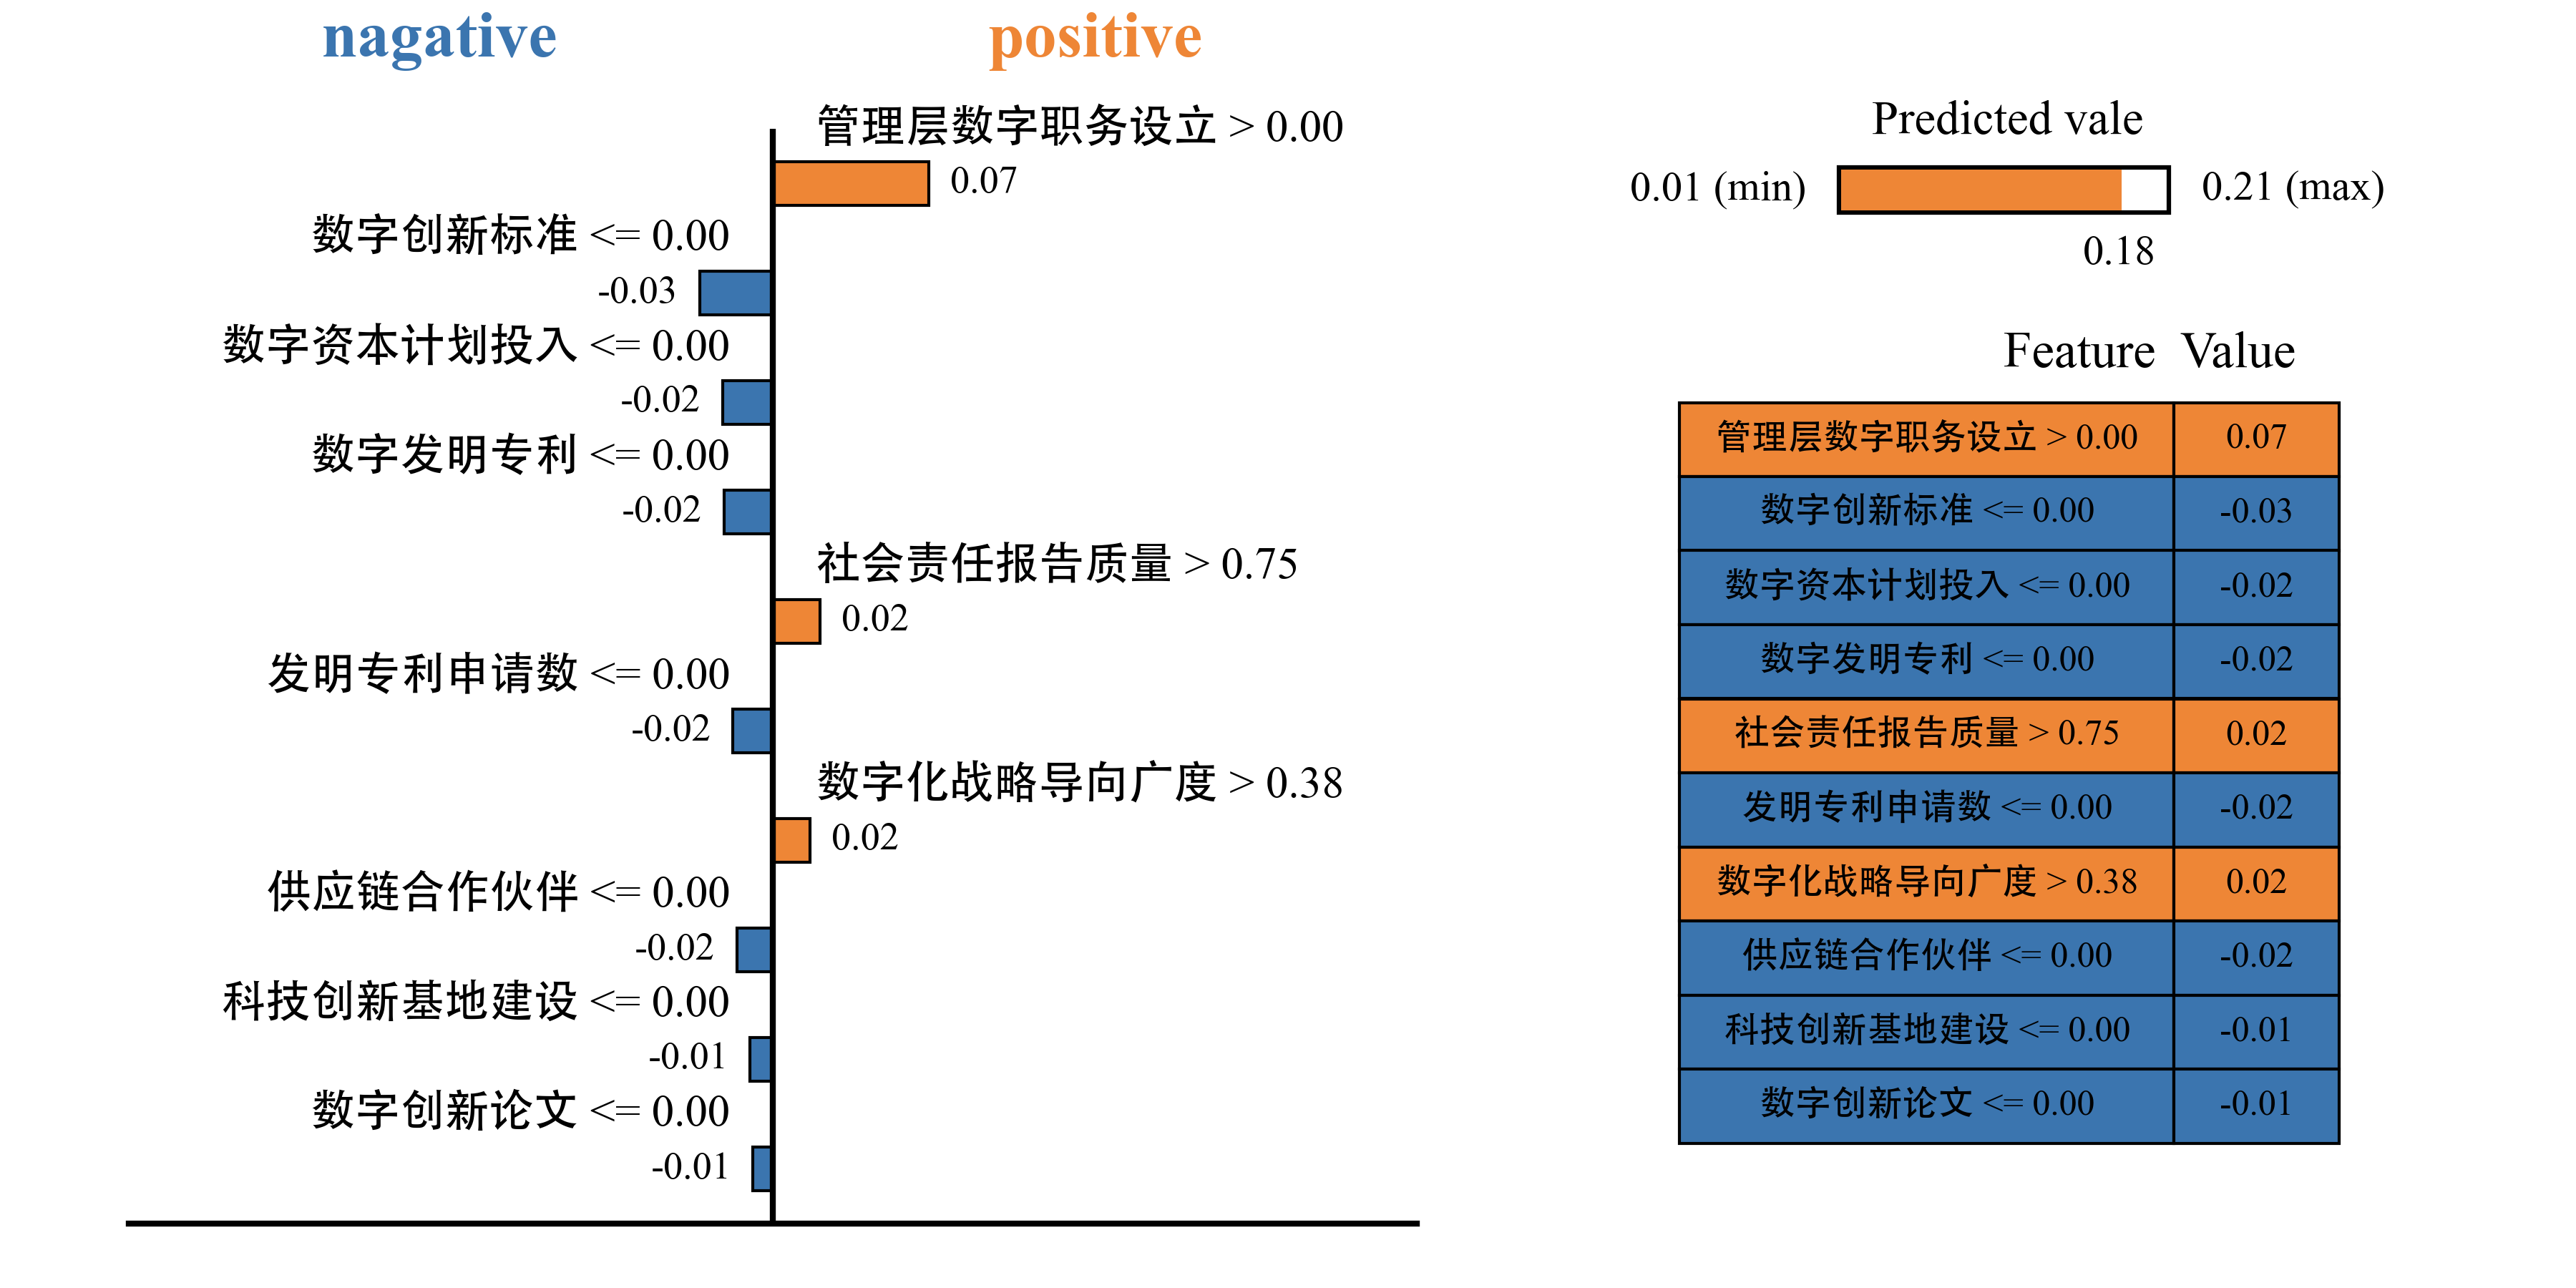 nagative
positive
管理层数字职务设立 > 0.00
0.07
数字创新标准 <= 0.00
-0.03
数字资本计划投入 <= 0.00
-0.02
数字发明专利 <= 0.00
-0.02
社会责任报告质量 > 0.75
0.02
发明专利申请数 <= 0.00
-0.02
数字化战略导向广度 > 0.38
0.02
供应链合作伙伴 <= 0.00
-0.02
科技创新基地建设 <= 0.00
-0.01
数字创新论文 <= 0.00
-0.01
Predicted vale
0.01 (min)
0.21 (max)
0.18
Feature Value
管理层数字职务设立 > 0.00 0.07
数字创新标准 <= 0.00 -0.03
数字资本计划投入 <= 0.00 -0.02
数字发明专利 <= 0.00 -0.02
社会责任报告质量 > 0.75 0.02
发明专利申请数 <= 0.00 -0.02
数字化战略导向广度 > 0.38 0.02
供应链合作伙伴 <= 0.00 -0.02
科技创新基地建设 <= 0.00 -0.01
数字创新论文 <= 0.00 -0.01